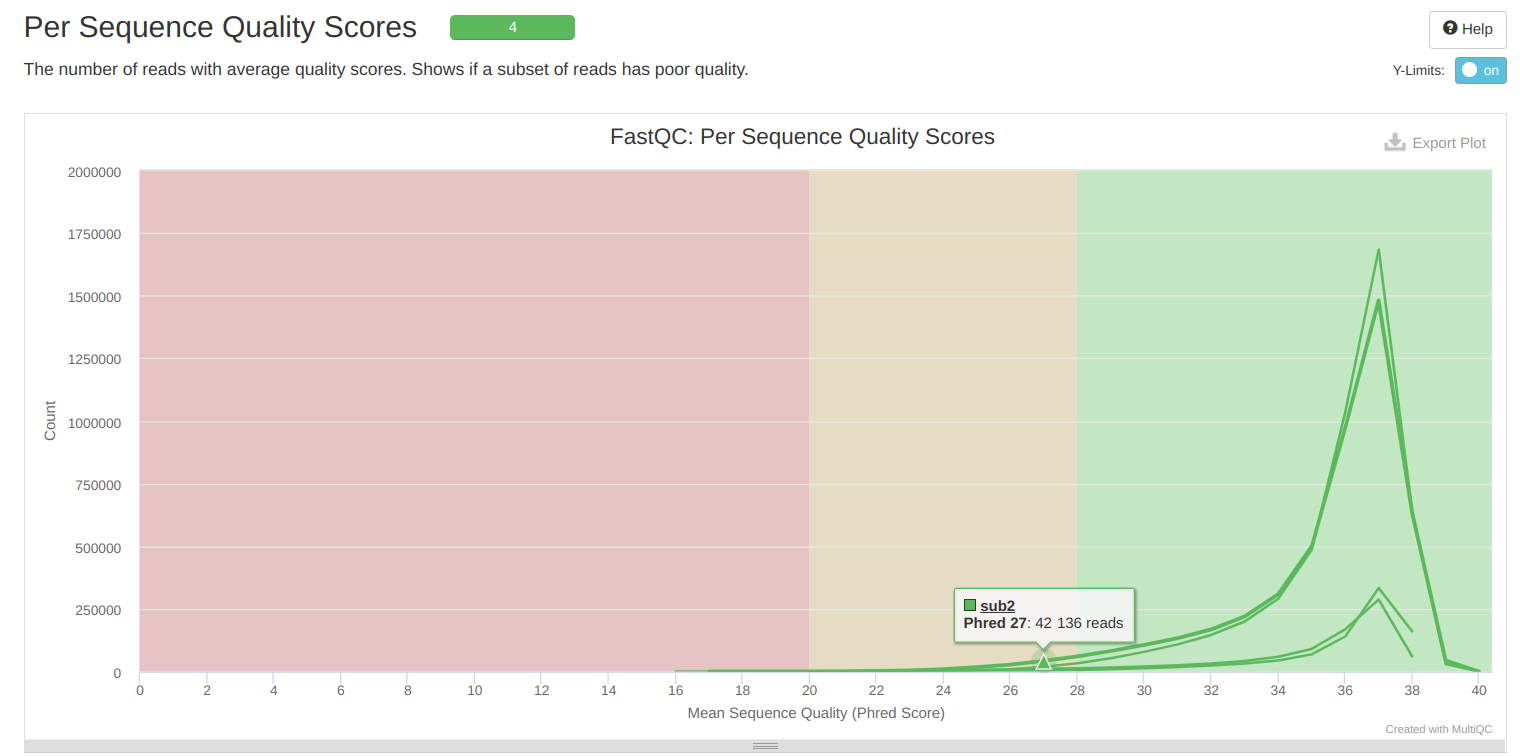 Per Sequence Quality Scores
4
Help
The number of reads with average quality scores. Shows if a subset of reads has poor quality.
Y-Limits: on
FastQC: Per Sequence Quality Scores
Export Plot
2000000
1750000
1500000
1250000
1000000
750000
500000
250000
0
Count
sub2
Phred 27: 42 136 reads
0 2 4 6 8 10 12 14 16 18 20 22 24 26 28 30 32 34 36 38 40
Mean Sequence Quality (Phred Score)
Created with MultiQC